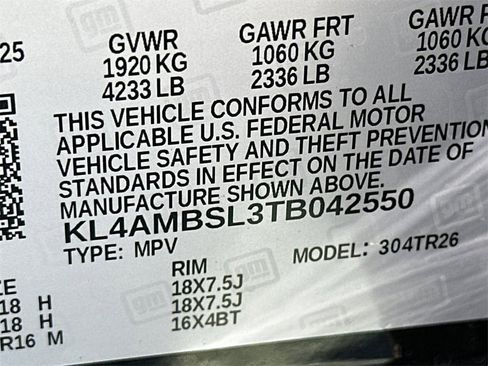 25 GVWR GAWR FRT GAWR F
1920 KG 1060 KG 1060 KG
4233 LB 2336 LB 2336 LB
THIS VEHICLE CONFORMS TO ALL
APPLICABLE U.S. FEDERAL MOTOR
VEHICLE SAFETY AND THEFT PREVENTION
STANDARDS IN EFFECT ON THE DATE OF
MANUFACTURE SHOWN ABOVE.
KL4AMBSL3TB042550
TYPE: MPV MODEL: 304TR26
ZE RIM
18 H 18X7.5J
18 H 18X7.5J
R16 M 16X4BT
gm